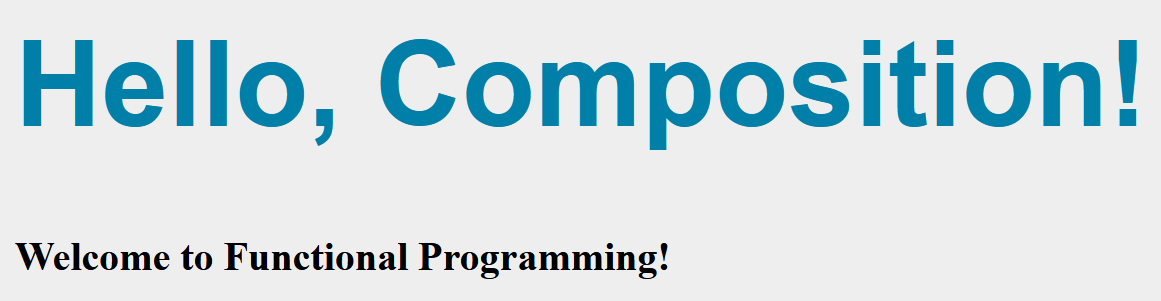 Hello, Composition!
Welcome to Functional Programming!